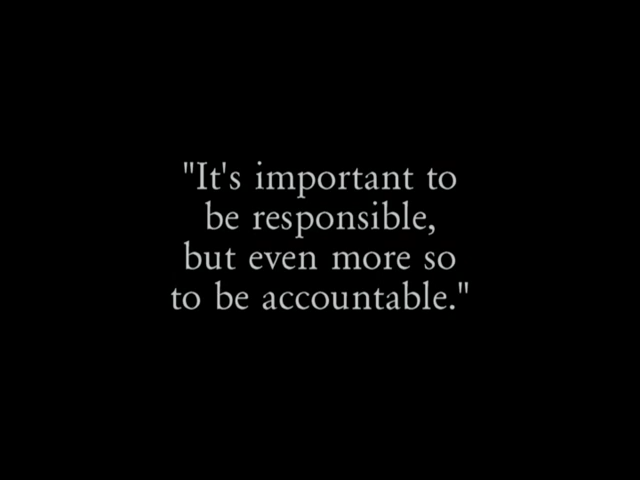 "It's important to
be responsible,
but even more so
to be accountable."